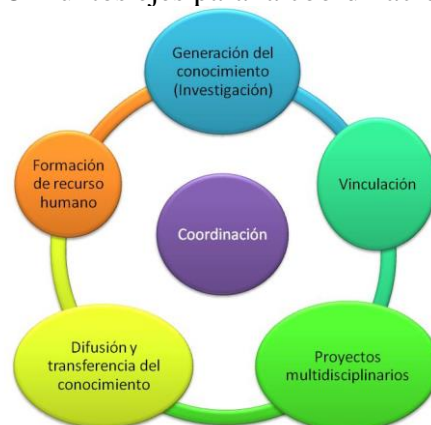 Generación del
conocimiento
(Investigación)
Formación
de recurso
humano
Vinculación
Coordinación
Difusión y
transferencia del
conocimiento
Proyectos
multidisciplinarios